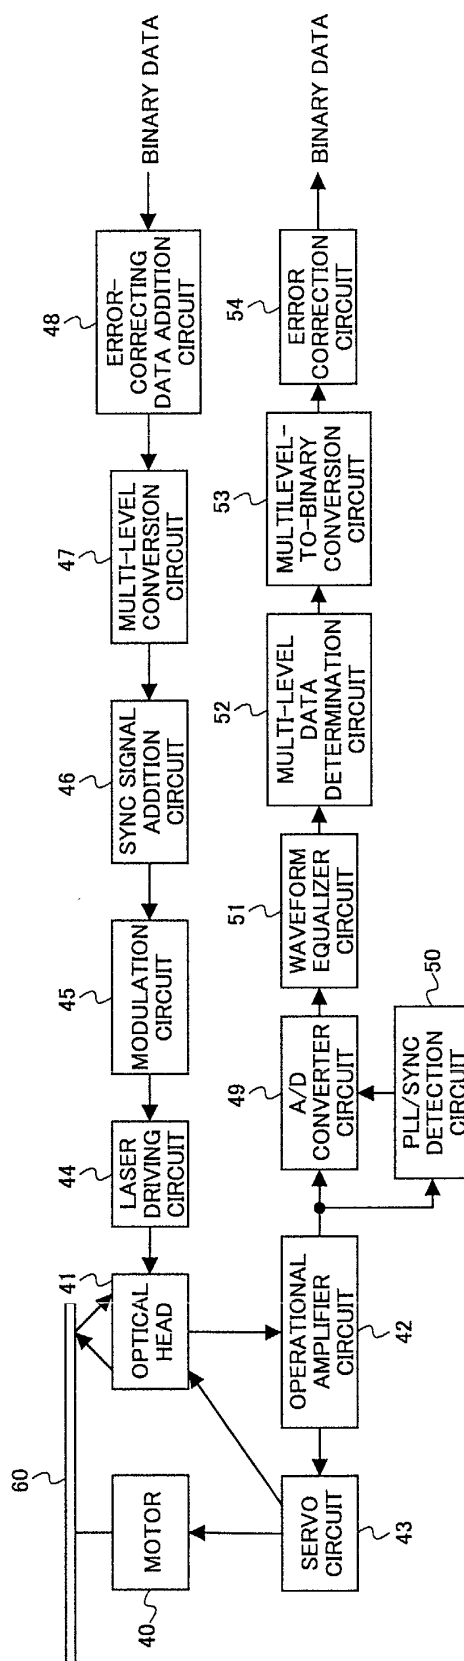 60
MOTOR
40
OPTICAL
HEAD
41
LASER
DRIVING
CIRCUIT
44
MODULATION
CIRCUIT
45
SYNC SIGNAL
ADDITION
CIRCUIT
46
MULTI-LEVEL
CONVERSION
CIRCUIT
47
ERROR-
CORRECTING
DATA ADDITION
CIRCUIT
48
BINARY DATA
SERVO
CIRCUIT
43
OPERATIONAL
AMPLIFIER
CIRCUIT
42
A/D
CONVERTER
CIRCUIT
49
PLL/SYNC
DETECTION
CIRCUIT
50
WAVEFORM
EQUALIZER
CIRCUIT
51
MULTI-LEVEL
DATA
DETERMINATION
CIRCUIT
52
MULTILEVEL-
TO-BINARY
CONVERSION
CIRCUIT
53
ERROR
CORRECTION
CIRCUIT
54
BINARY DATA